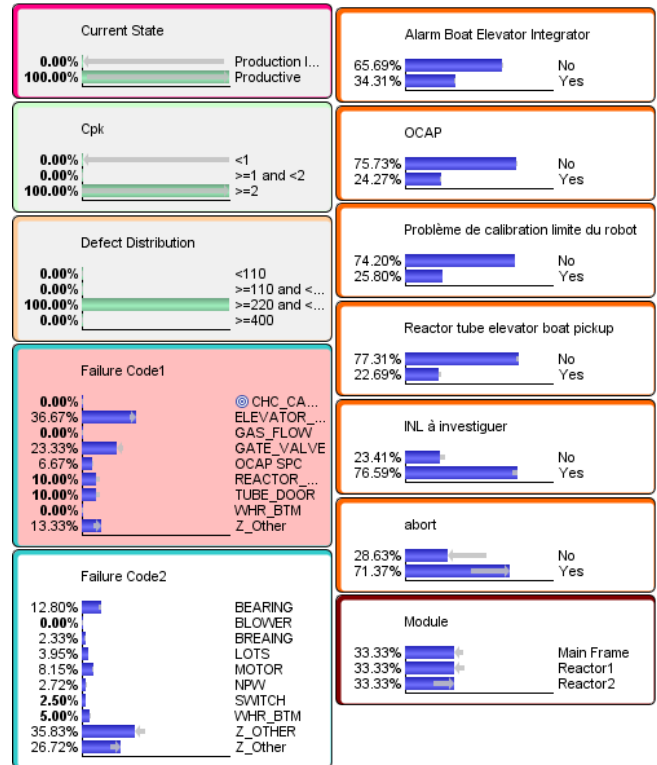 Current State
0.00% Production I...
100.00% Productive
Cpk
0.00% <1
0.00% >=1 and <2
100.00% >=2
Defect Distribution
0.00% <110
0.00% >=110 and <...
100.00% >=220 and <...
0.00% >=400
Failure Code1
0.00% CHC_CA...
36.67% ELEVATOR_...
0.00% GAS_FLOW
23.33% GATE_VALVE
6.67% OCAP SPC
10.00% REACTOR_...
10.00% TUBE_DOOR
0.00% WHR_BTM
13.33% Z_Other
Failure Code2
12.80% BEARING
0.00% BLOWER
2.33% BREAING
3.95% LOTS
8.15% MOTOR
2.72% NPW
2.50% SWITCH
5.00% WHR_BTM
35.83% Z_OTHER
26.72% Z_Other
Alarm Boat Elevator Integrator
65.69% No
34.31% Yes
OCAP
75.73% No
24.27% Yes
Problème de calibration limite du robot
74.20% No
25.80% Yes
Reactor tube elevator boat pickup
77.31% No
22.69% Yes
INL à investiguer
23.41% No
76.59% Yes
abort
28.63% No
71.37% Yes
Module
33.33% Main Frame
33.33% Reactor1
33.33% Reactor2